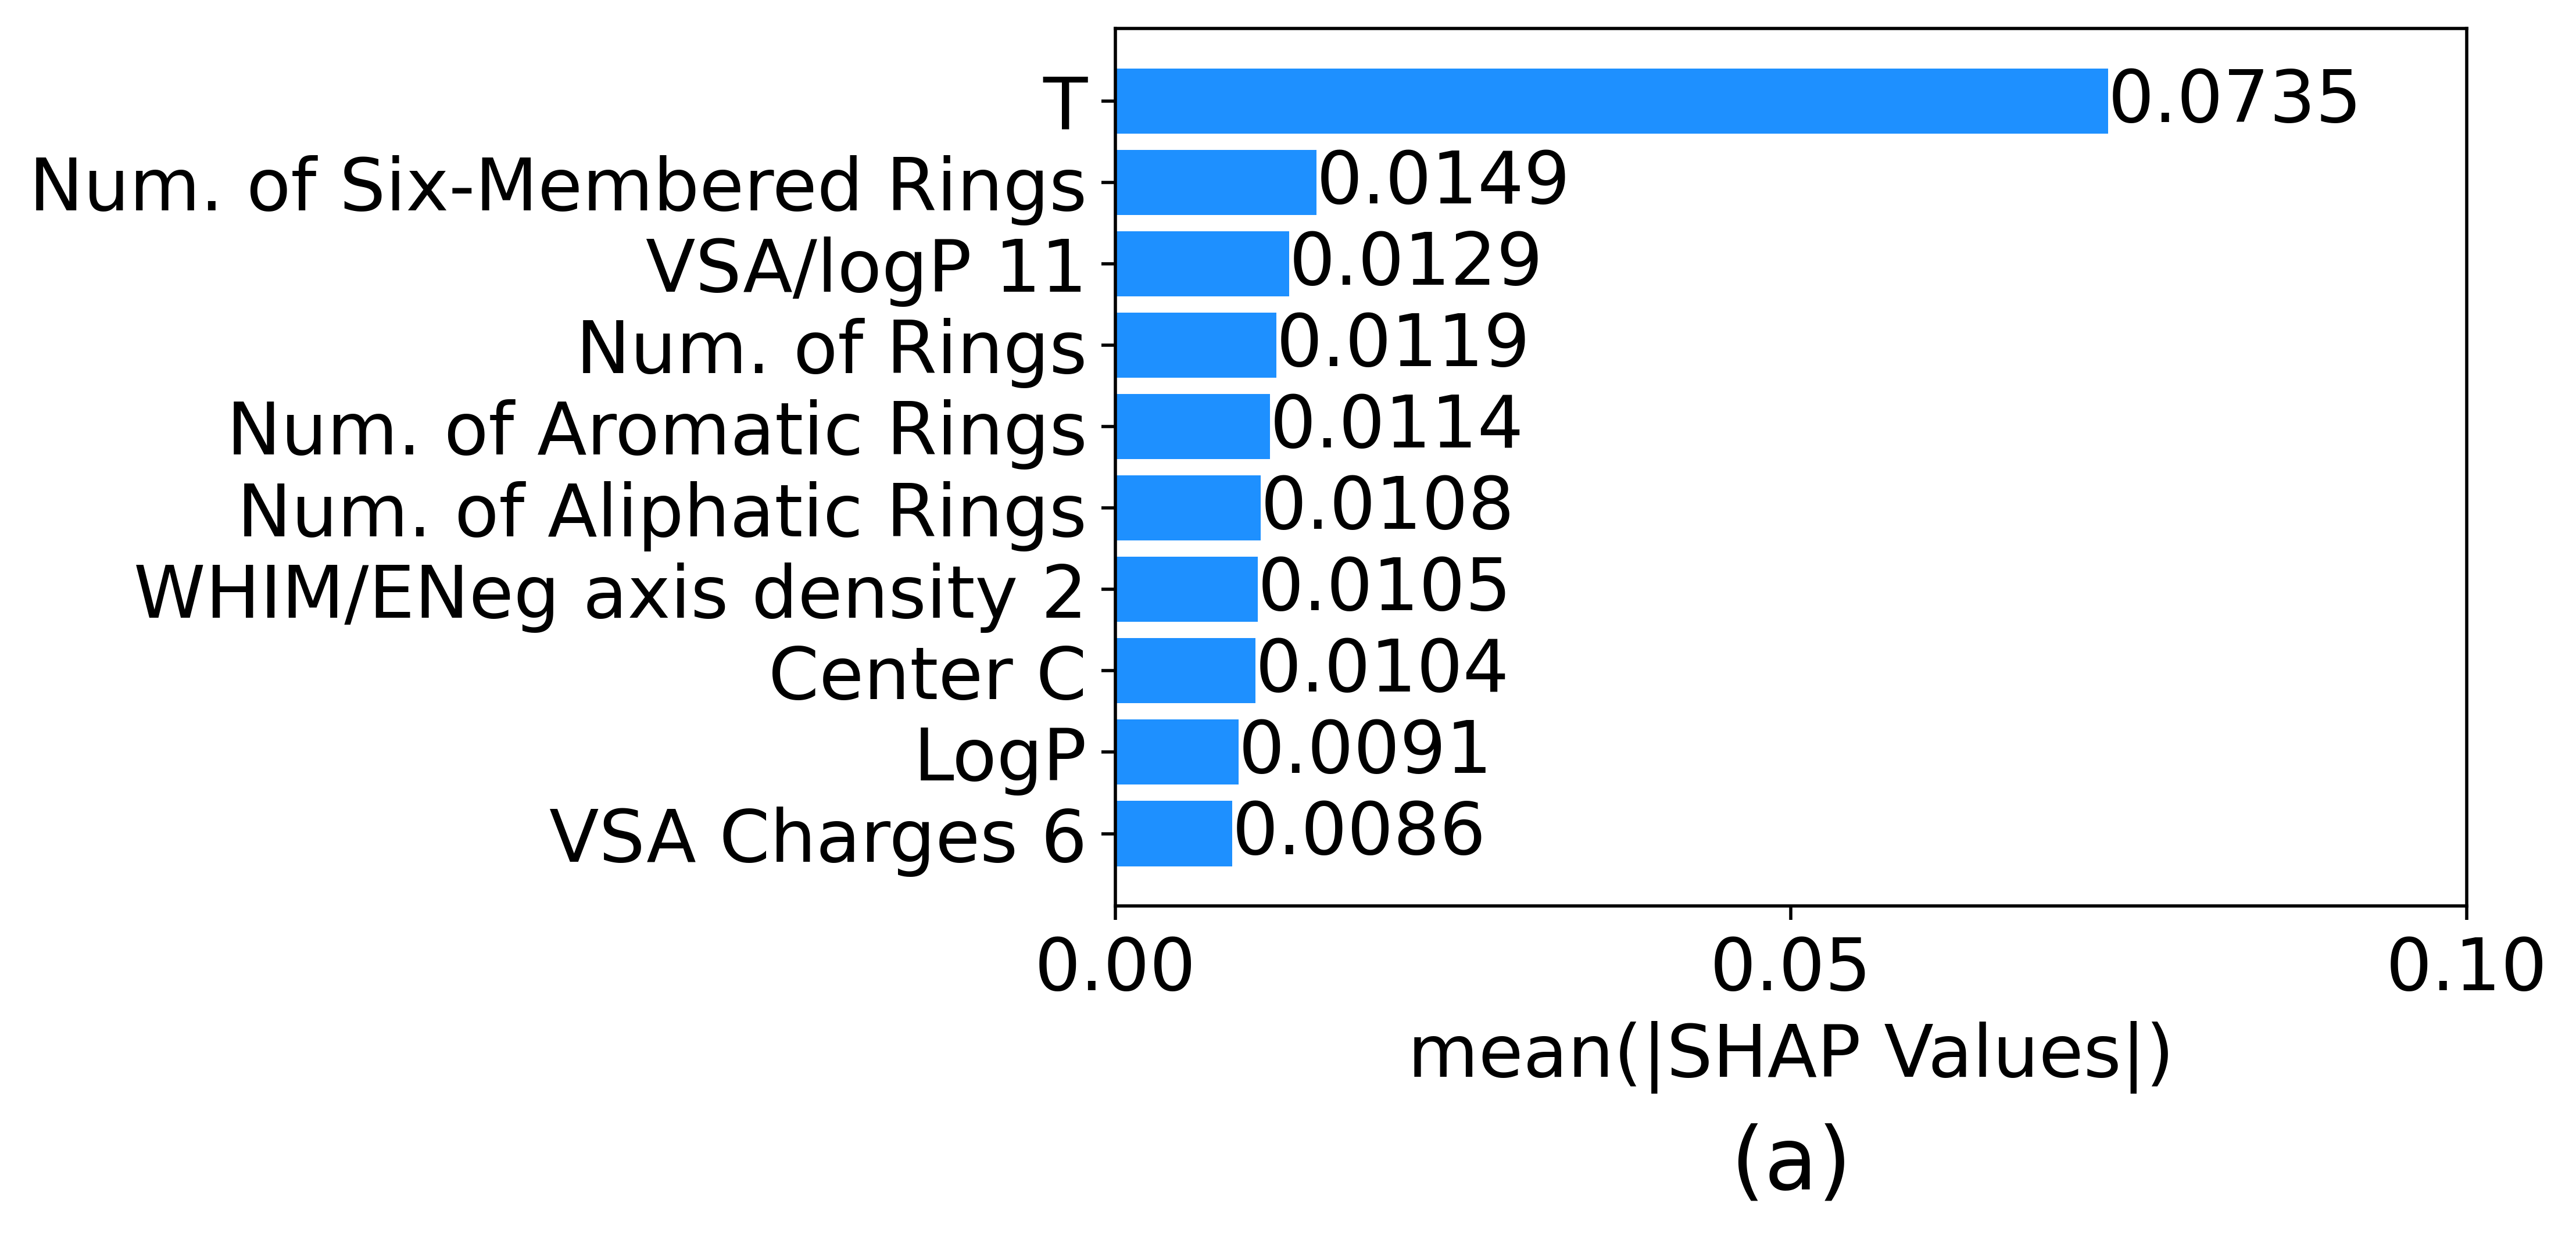 T 0.0735
Num. of Six-Membered Rings 0.0149
VSA/logP 11 0.0129
Num. of Rings 0.0119
Num. of Aromatic Rings 0.0114
Num. of Aliphatic Rings 0.0108
WHIM/ENeg axis density 2 0.0105
Center C 0.0104
LogP 0.0091
VSA Charges 6 0.0086
0.00 0.05 0.10
mean(|SHAP Values|)
(a)